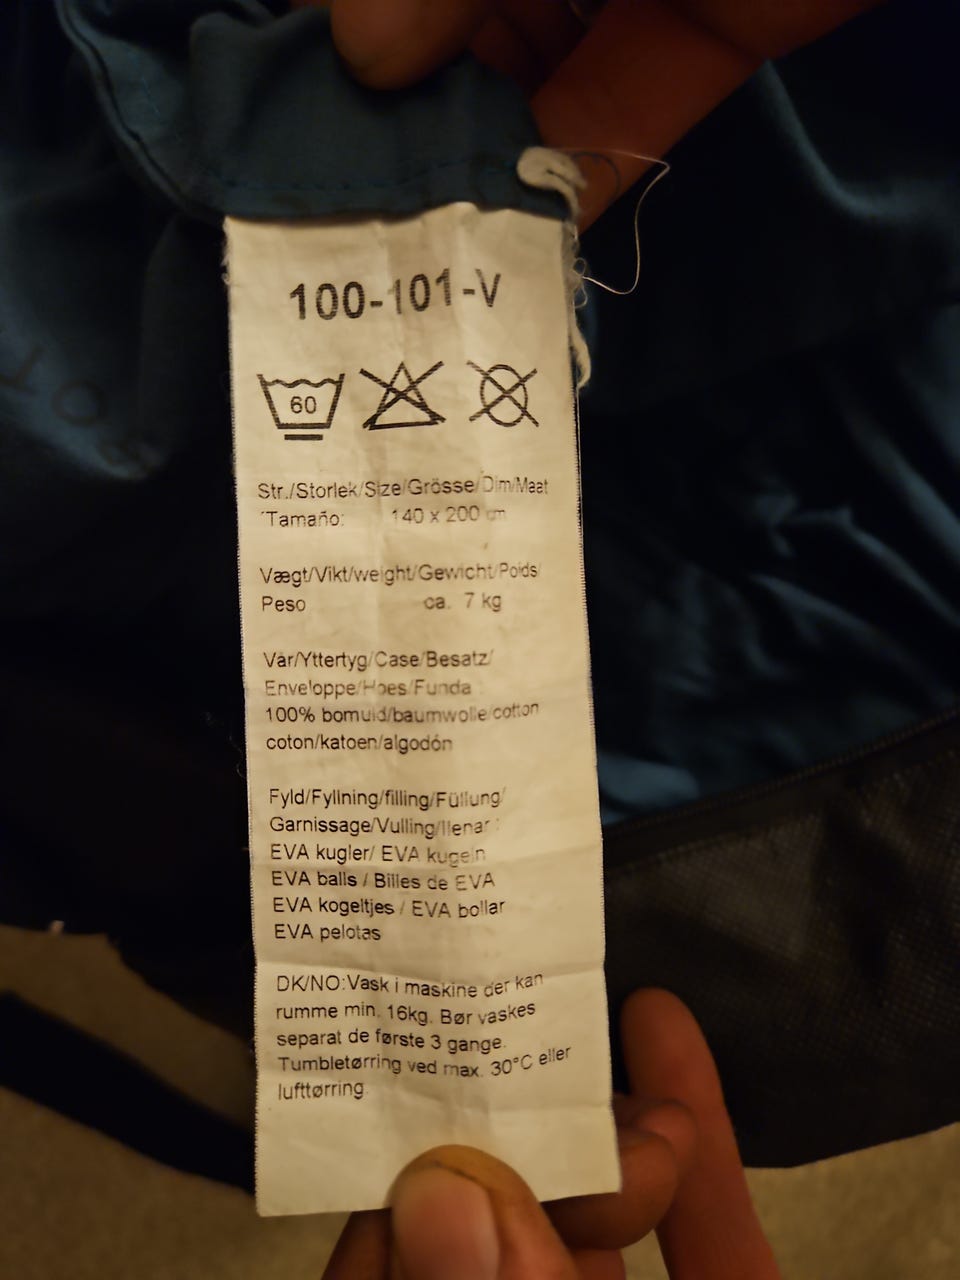 100-101-V
60
Str./Storlek/Size/Grösse/Dim/Maat
Tamaño: 140 x 200 cm
Vægt/Vikt/weight/Gewicht/Poids/
Peso ca. 7 kg
Var/Yttertyg/Case/Besatz/
Enveloppe/Hoes/Funda
100% bomuld/baumwolle/cotton
coton/katoen/algodón
Fyld/Fyllning/filling/Füllung/
Garnissage/Vulling/llenar :
EVA kugler/ EVA kugeln
EVA balls / Billes de EVA
EVA kogeltjes / EVA bollar
EVA pelotas
DK/NO:Vask i maskine der kan
rumme min. 16kg. Bør vaskes
separat de første 3 gange.
Tumbletørring ved max. 30°C eller
lufttørring.